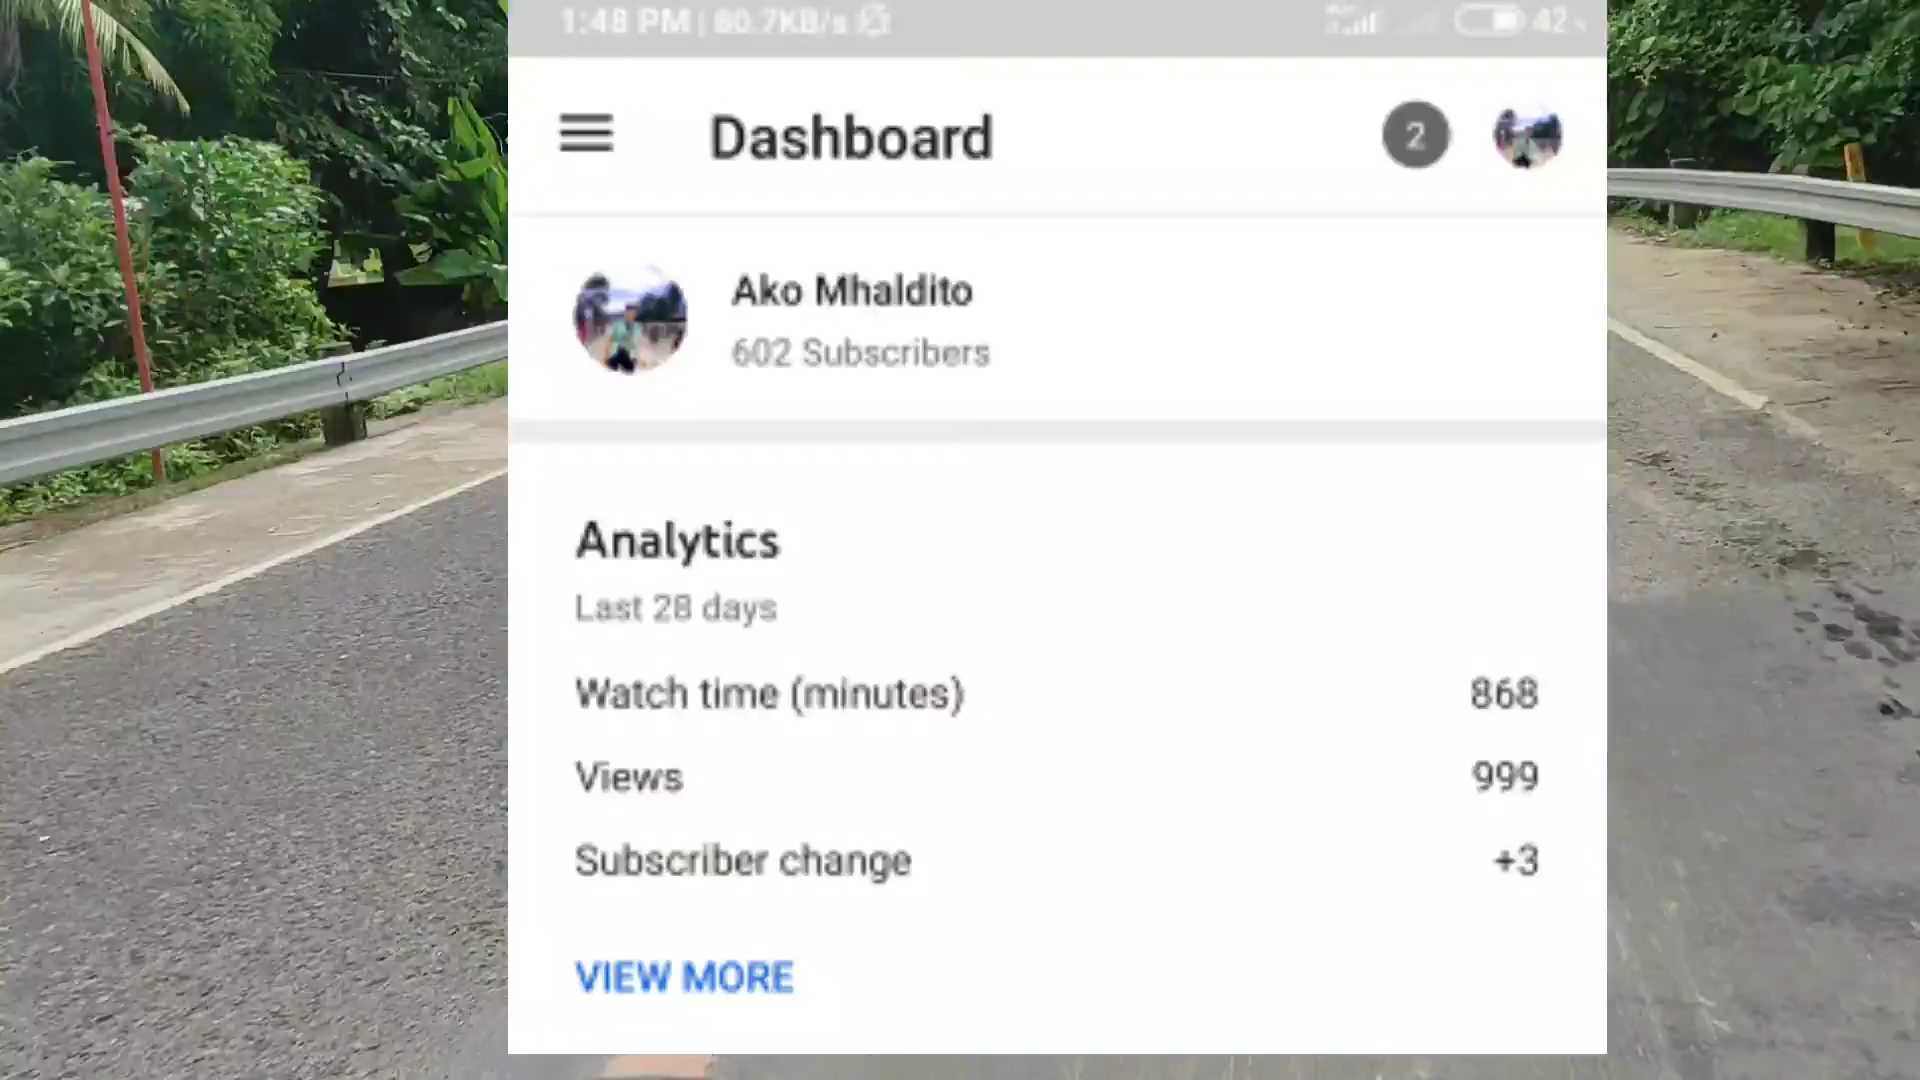 1:48 PM | 80.7KB/s
42
Dashboard
2
Ako Mhaldito
602 Subscribers
Analytics
Last 28 days
Watch time (minutes) 868
Views 999
Subscriber change +3
VIEW MORE